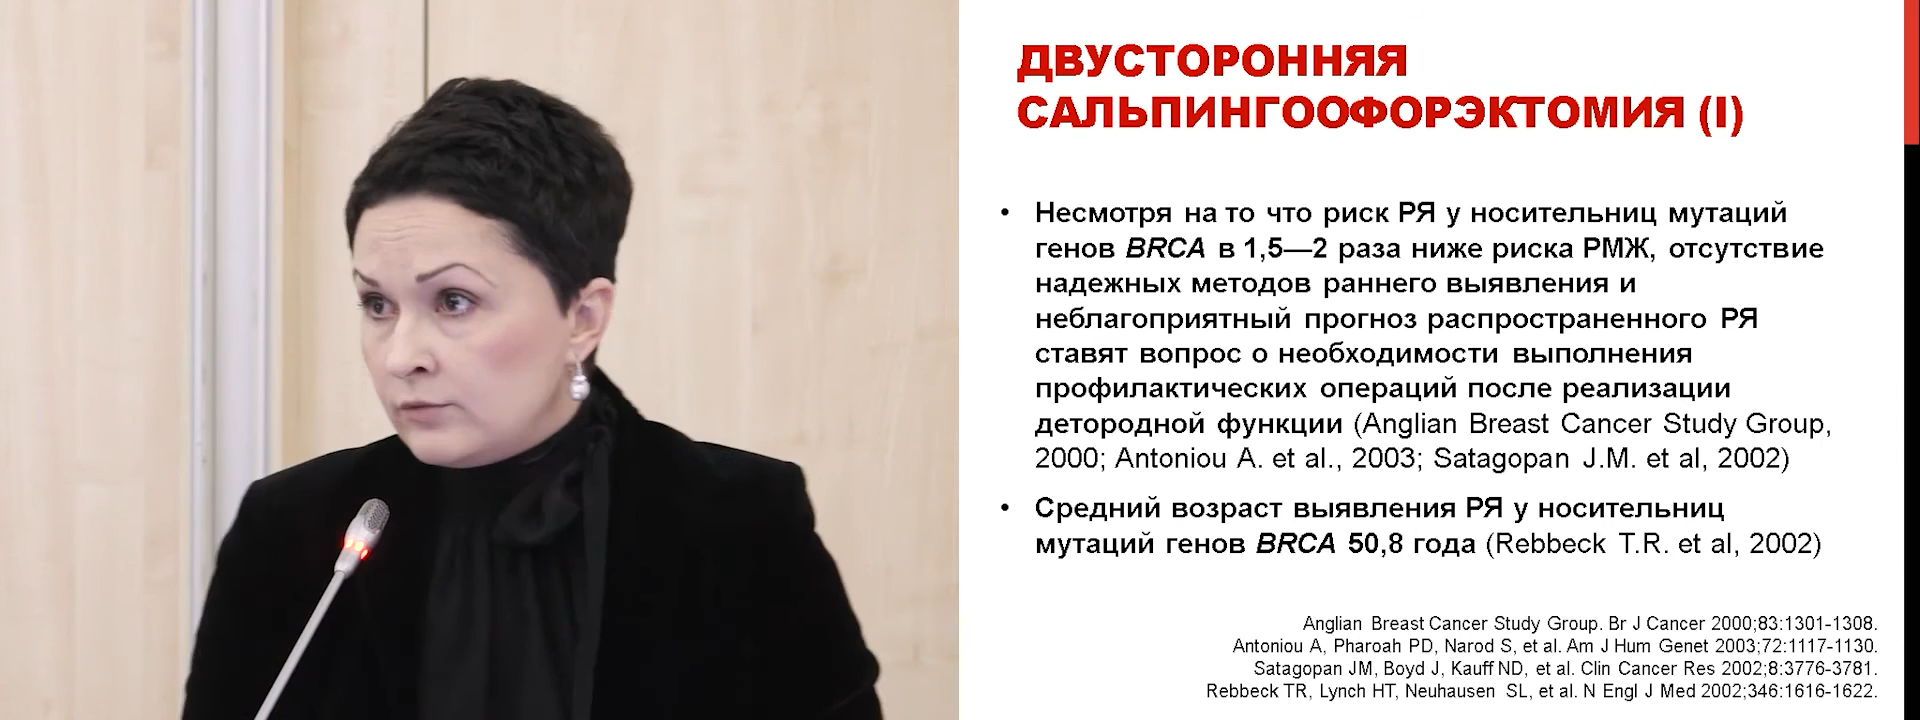 ДВУСТОРОННЯЯ
САЛЬПИНГООФОРЭКТОМИЯ (I)
• Несмотря на то что риск РЯ у носительниц мутаций
генов BRCA в 1,5—2 раза ниже риска РМЖ, отсутствие
надежных методов раннего выявления и
неблагоприятный прогноз распространенного РЯ
ставят вопрос о необходимости выполнения
профилактических операций после реализации
детородной функции (Anglian Breast Cancer Study Group,
2000; Antoniou A. et al., 2003; Satagopan J.M. et al, 2002)
• Средний возраст выявления РЯ у носительниц
мутаций генов BRCA 50,8 года (Rebbeck T.R. et al, 2002)
Anglian Breast Cancer Study Group. Br J Cancer 2000;83:1301-1308.
Antoniou A, Pharoah PD, Narod S, et al. Am J Hum Genet 2003;72:1117-1130.
Satagopan JM, Boyd J, Kauff ND, et al. Clin Cancer Res 2002;8:3776-3781.
Rebbeck TR, Lynch HT, Neuhausen SL, et al. N Engl J Med 2002;346:1616-1622.